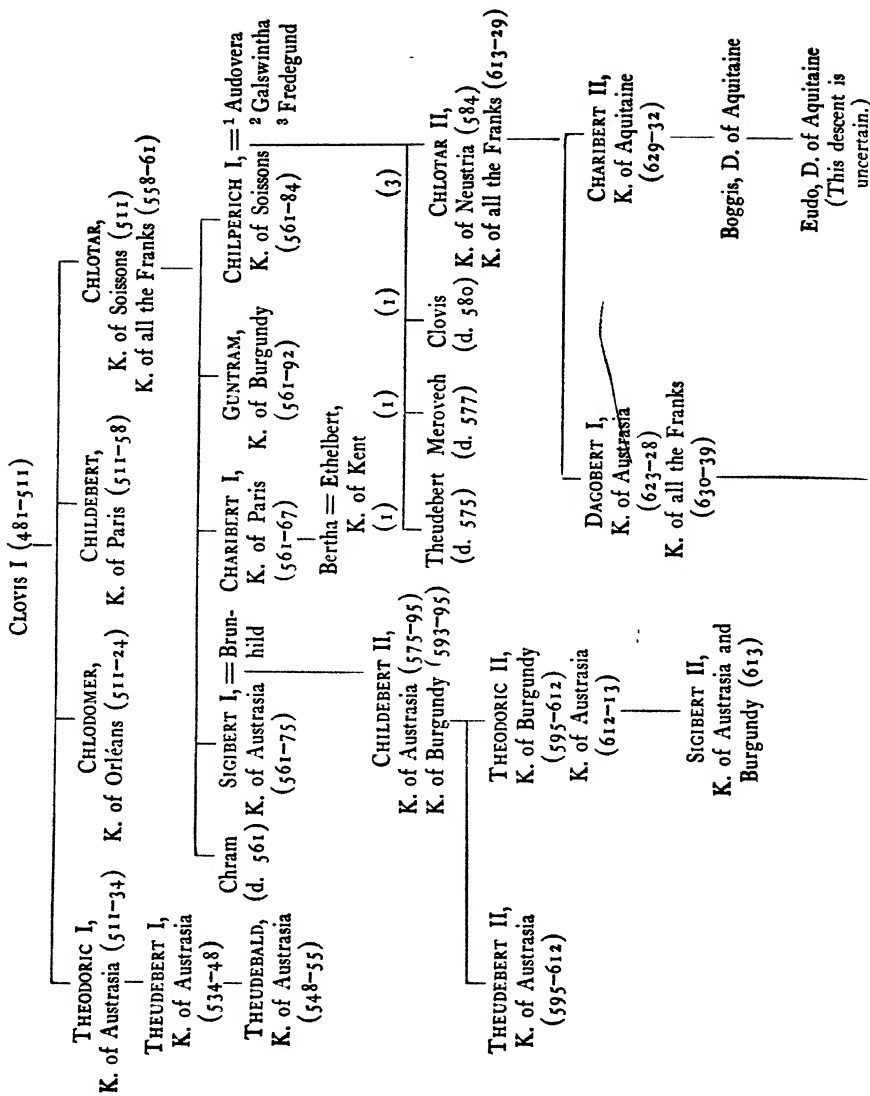 CLOVIS I (481–511)
THEODORIC I,
K. of Austrasia (511–34)
CHLODOMER,
K. of Orléans (511–24)
CHILDEBERT,
K. of Paris (511–58)
CHLOTAR,
K. of Soissons (511)
K. of all the Franks (558–61)
THEUDEBERT I,
K. of Austrasia
(534–48)
THEUDEBALD,
K. of Austrasia
(548–55)
Chram
(d. 561)
SIGIBERT I, = Brun-
K. of Austrasia hild
(561–75)
CHARIBERT I,
K. of Paris
(561–67)
GUNTRAM,
K. of Burgundy
(561–92)
CHILPERICH I, = ¹ Audovera
K. of Soissons ² Galswintha
(561–84) ³ Fredegund
Bertha = Ethelbert,
K. of Kent
(1) (1) (1) (3)
CHILDEBERT II,
K. of Austrasia (575–95)
K. of Burgundy (593–95)
Theudebert
(d. 575)
Merovech
(d. 577)
Clovis
(d. 580)
CHLOTAR II,
K. of Neustria (584)
K. of all the Franks (613–29)
THEUDEBERT II,
K. of Austrasia
(595–612)
THEODORIC II,
K. of Burgundy
(595–612)
K. of Austrasia
(612–13)
DAGOBERT I,
K. of Austrasia
(623–28)
K. of all the Franks
(630–39)
CHARIBERT II,
K. of Aquitaine
(629–32)
SIGIBERT II,
K. of Austrasia and
Burgundy (613)
Boggis, D. of Aquitaine
Eudo, D. of Aquitaine
(This descent is
uncertain.)